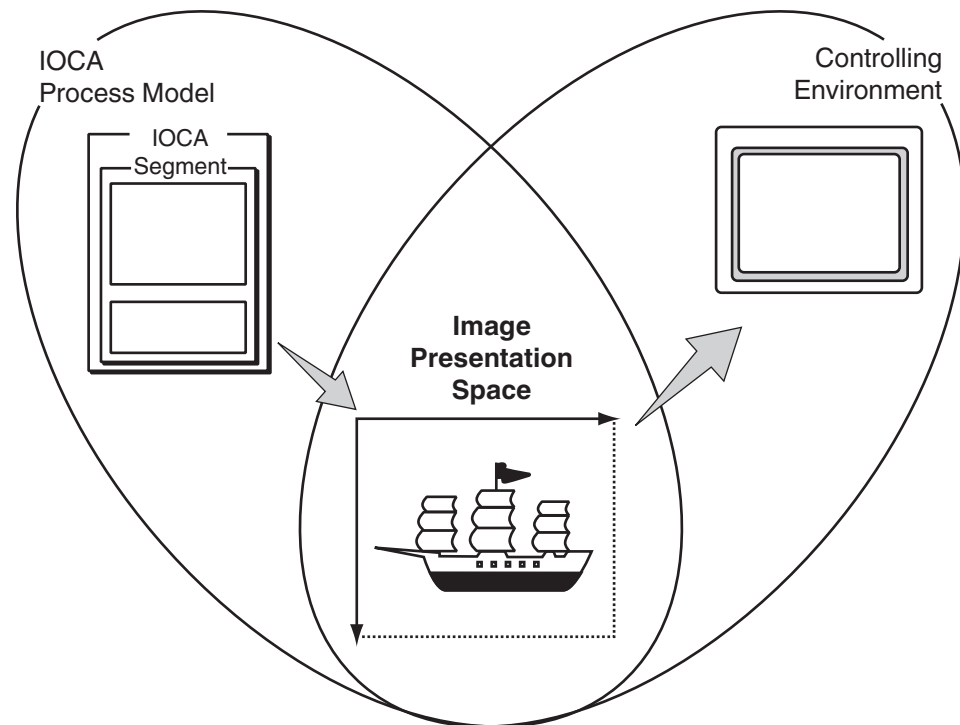 IOCA
Process Model
Controlling
Environment
IOCA
Segment
Image
Presentation
Space